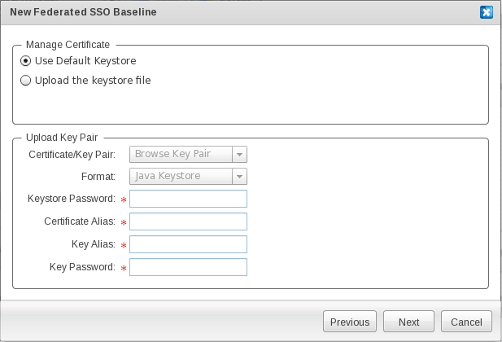 New Federated SSO Baseline
Manage Certificate
Use Default Keystore
Upload the keystore file
Upload Key Pair
Certificate/Key Pair: Browse Key Pair
Format: Java Keystore
Keystore Password: *
Certificate Alias: *
Key Alias: *
Key Password: *
Previous Next Cancel